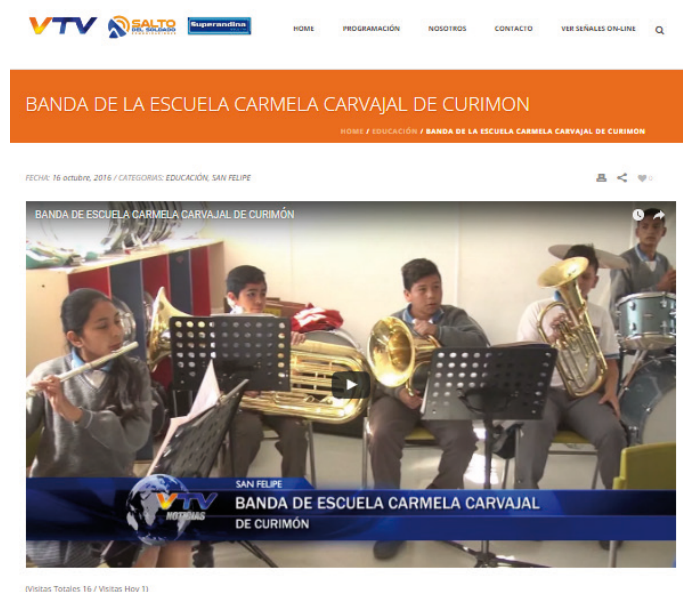 VTV SALTO DEL SOLDADO Superandina
HOME PROGRAMACIÓN NOSOTROS CONTACTO VER SEÑALES ON-LINE
BANDA DE LA ESCUELA CARMELA CARVAJAL DE CURIMON
HOME / EDUCACIÓN / BANDA DE LA ESCUELA CARMELA CARVAJAL DE CURIMON
FECHA: 16 octubre, 2016 / CATEGORIAS: EDUCACIÓN, SAN FELIPE
BANDA DE ESCUELA CARMELA CARVAJAL DE CURIMÓN
SAN FELIPE
VTV BANDA DE ESCUELA CARMELA CARVAJAL
NOTICIAS DE CURIMÓN
(Visitas Totales 16 / Visitas Hoy 1)